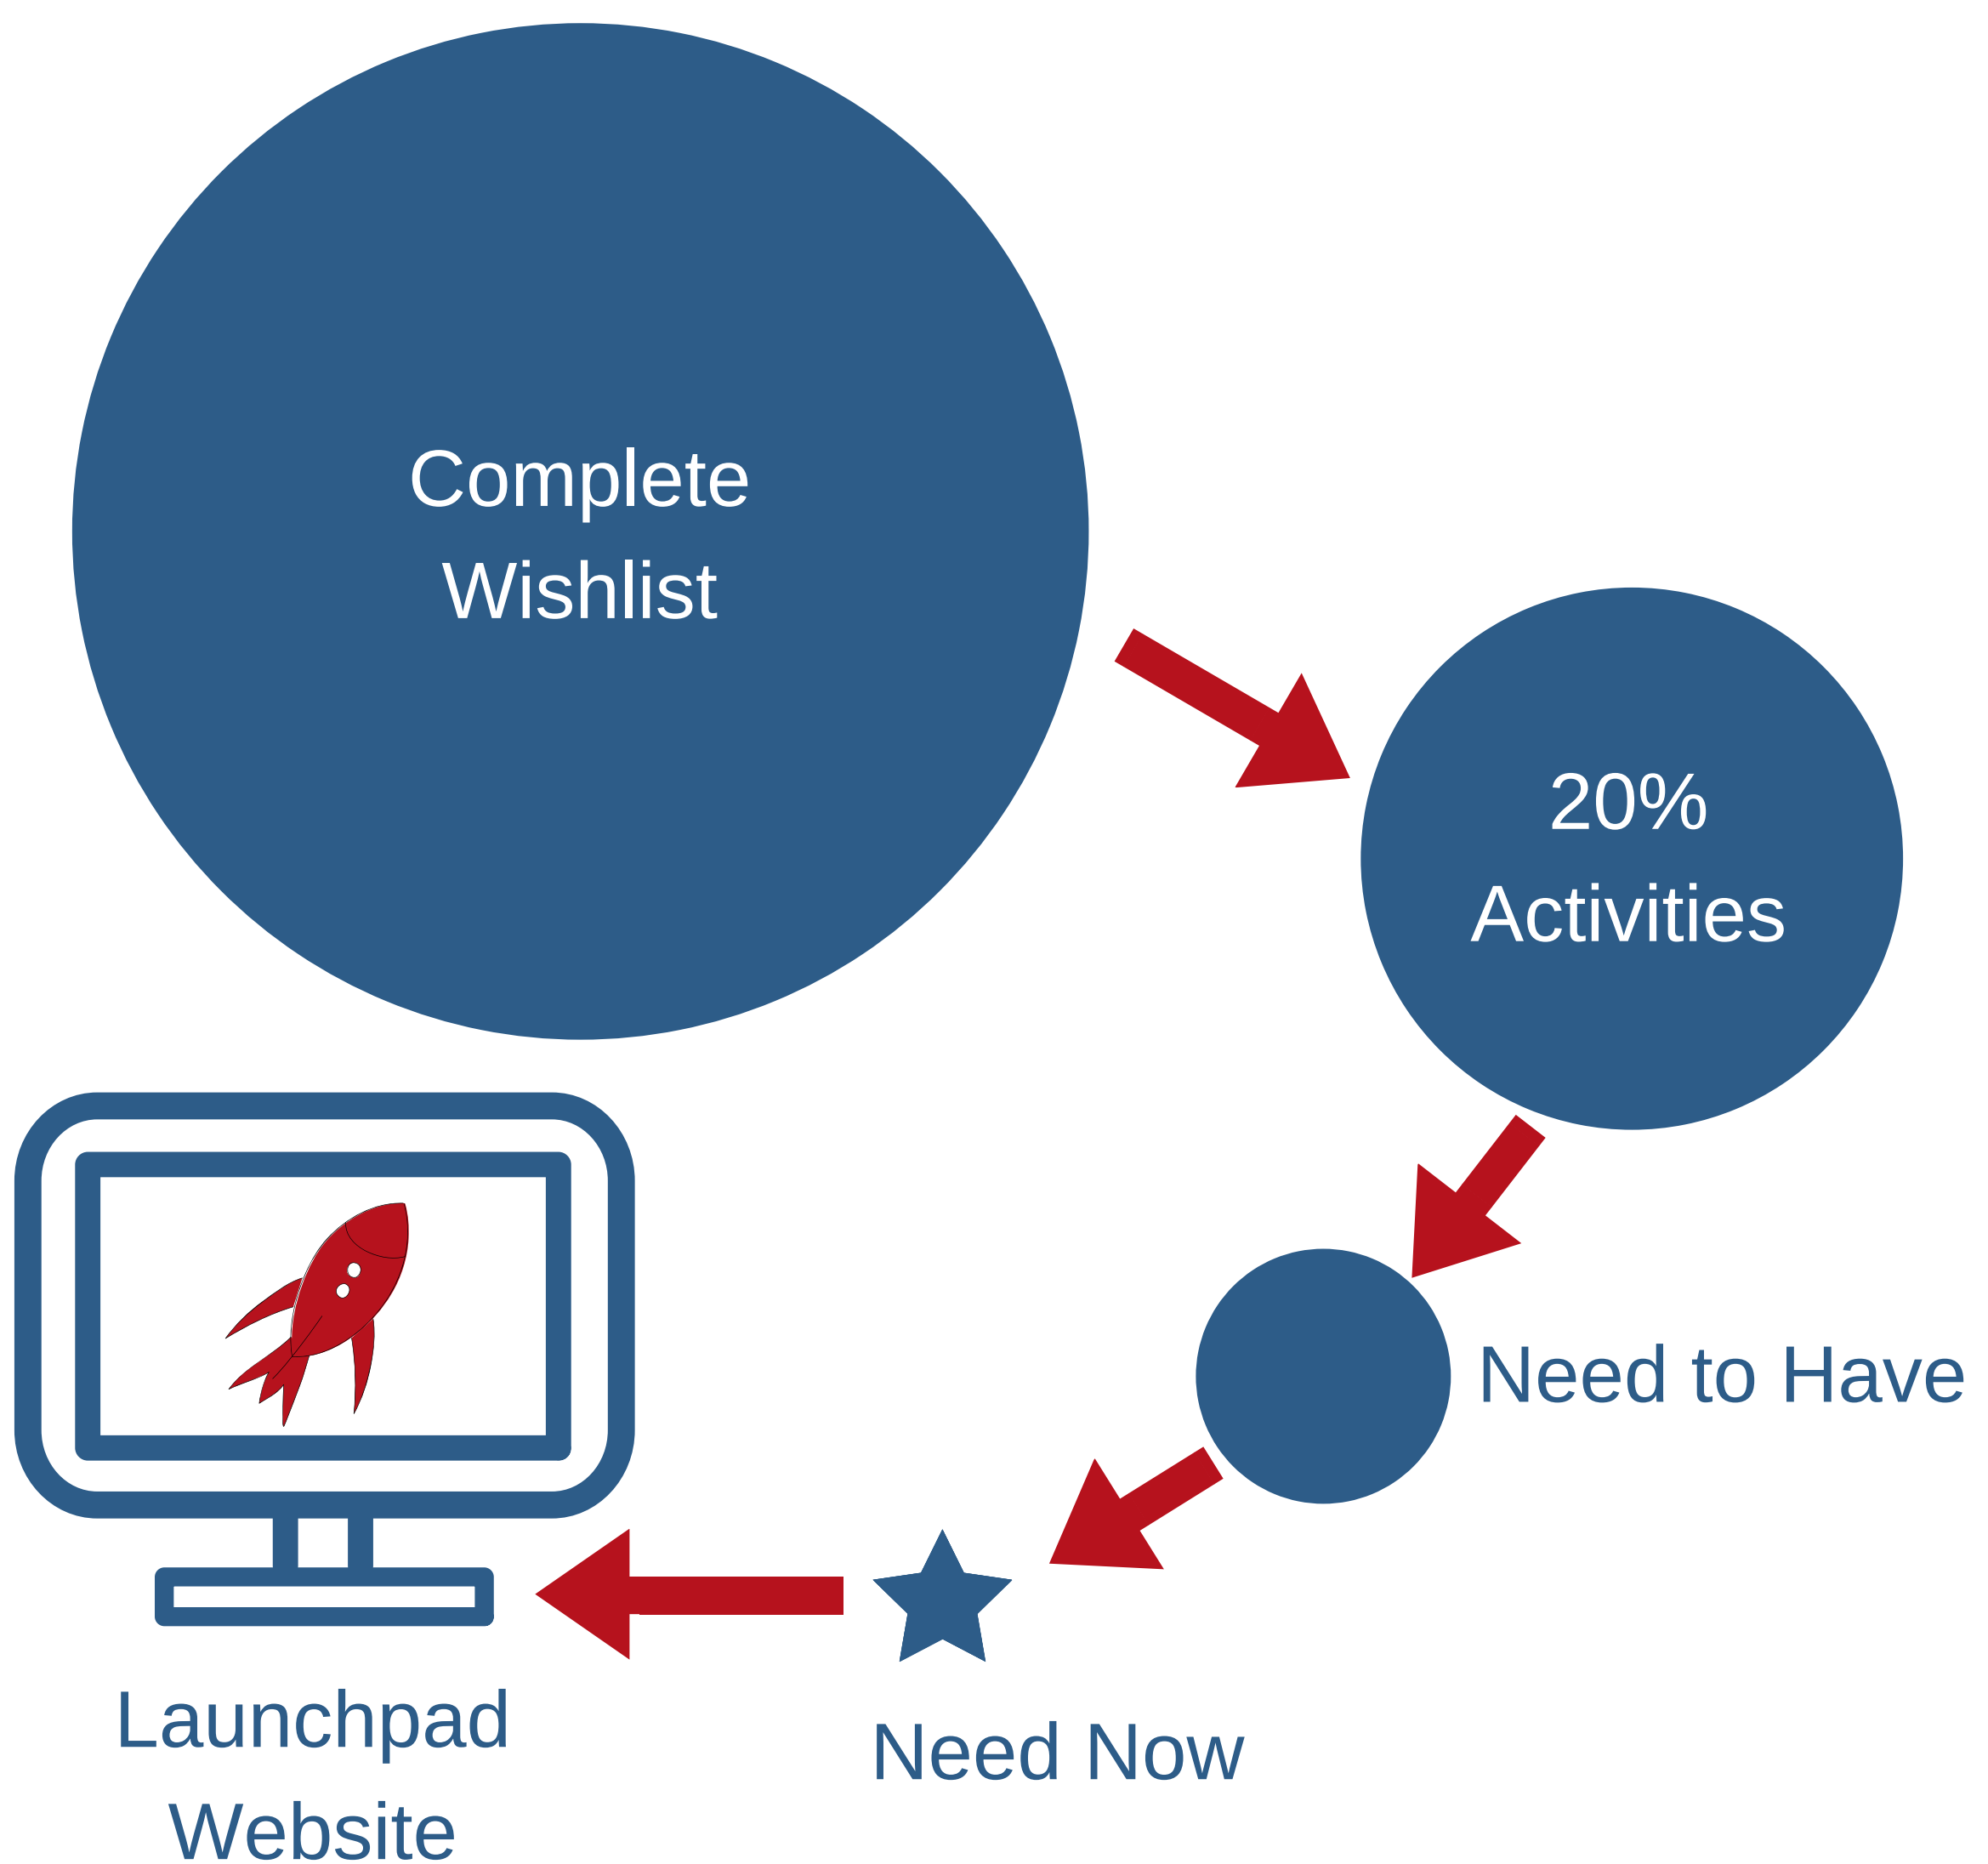 Complete
Wishlist
20%
Activities
Need to Have
Need Now
Launchpad
Website